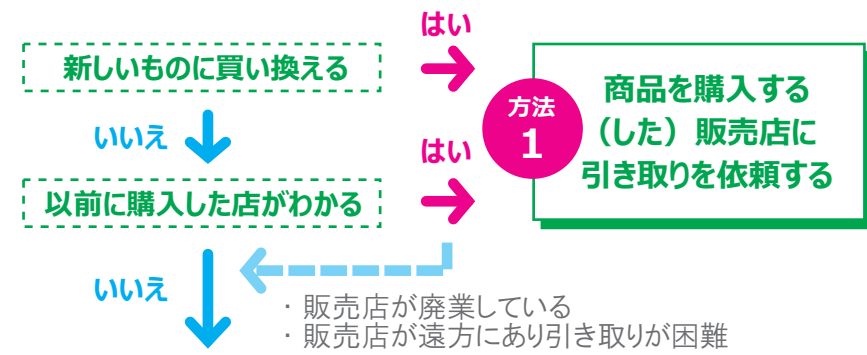 はい
新しいものに買い換える
方法
1
商品を購入する
（した）販売店に
引き取りを依頼する
いいえ
はい
以前に購入した店がわかる
いいえ
・販売店が廃業している
・販売店が遠方にあり引き取りが困難